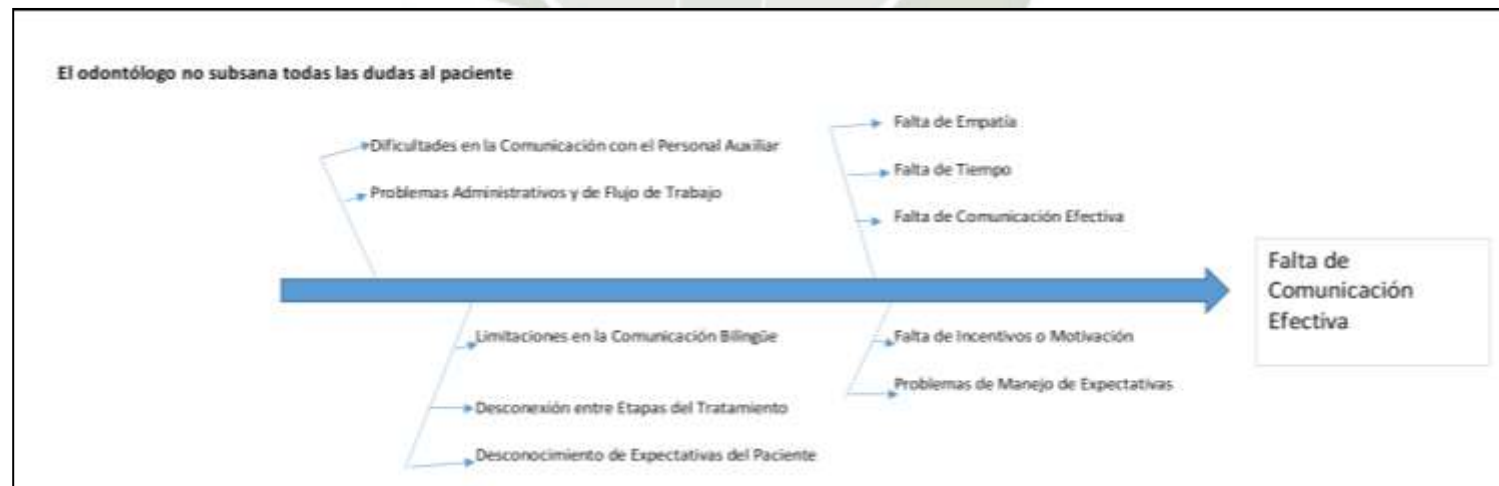 El odontólogo no subsana todas las dudas al paciente
Dificultades en la Comunicación con el Personal Auxiliar
Problemas Administrativos y de Flujo de Trabajo
Falta de Empatía
Falta de Tiempo
Falta de Comunicación Efectiva
Limitaciones en la Comunicación Bilingüe
Desconexión entre Etapas del Tratamiento
Desconocimiento de Expectativas del Paciente
Falta de Incentivos o Motivación
Problemas de Manejo de Expectativas
Falta de
Comunicación
Efectiva